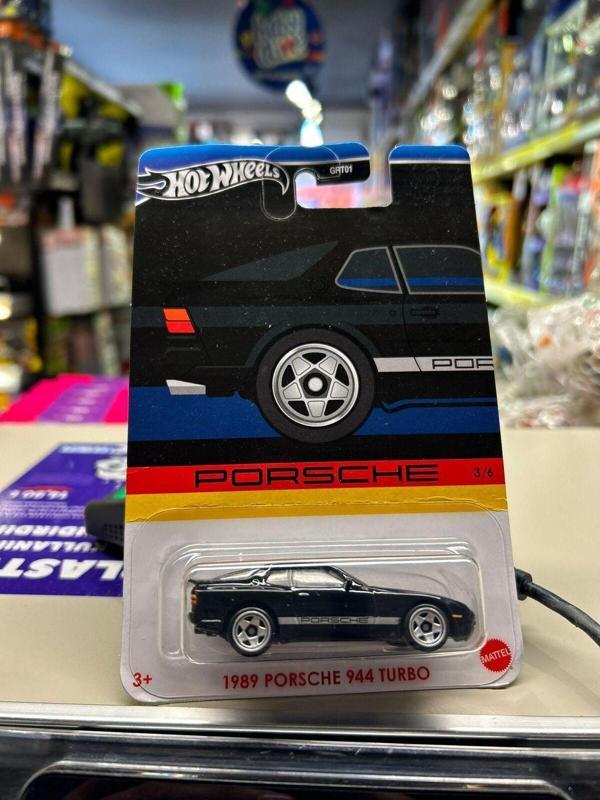 HOT WHEELS
GRT01
POR
PORSCHE
3/6
PORSCHE
3+
1989 PORSCHE 944 TURBO
MATTEL